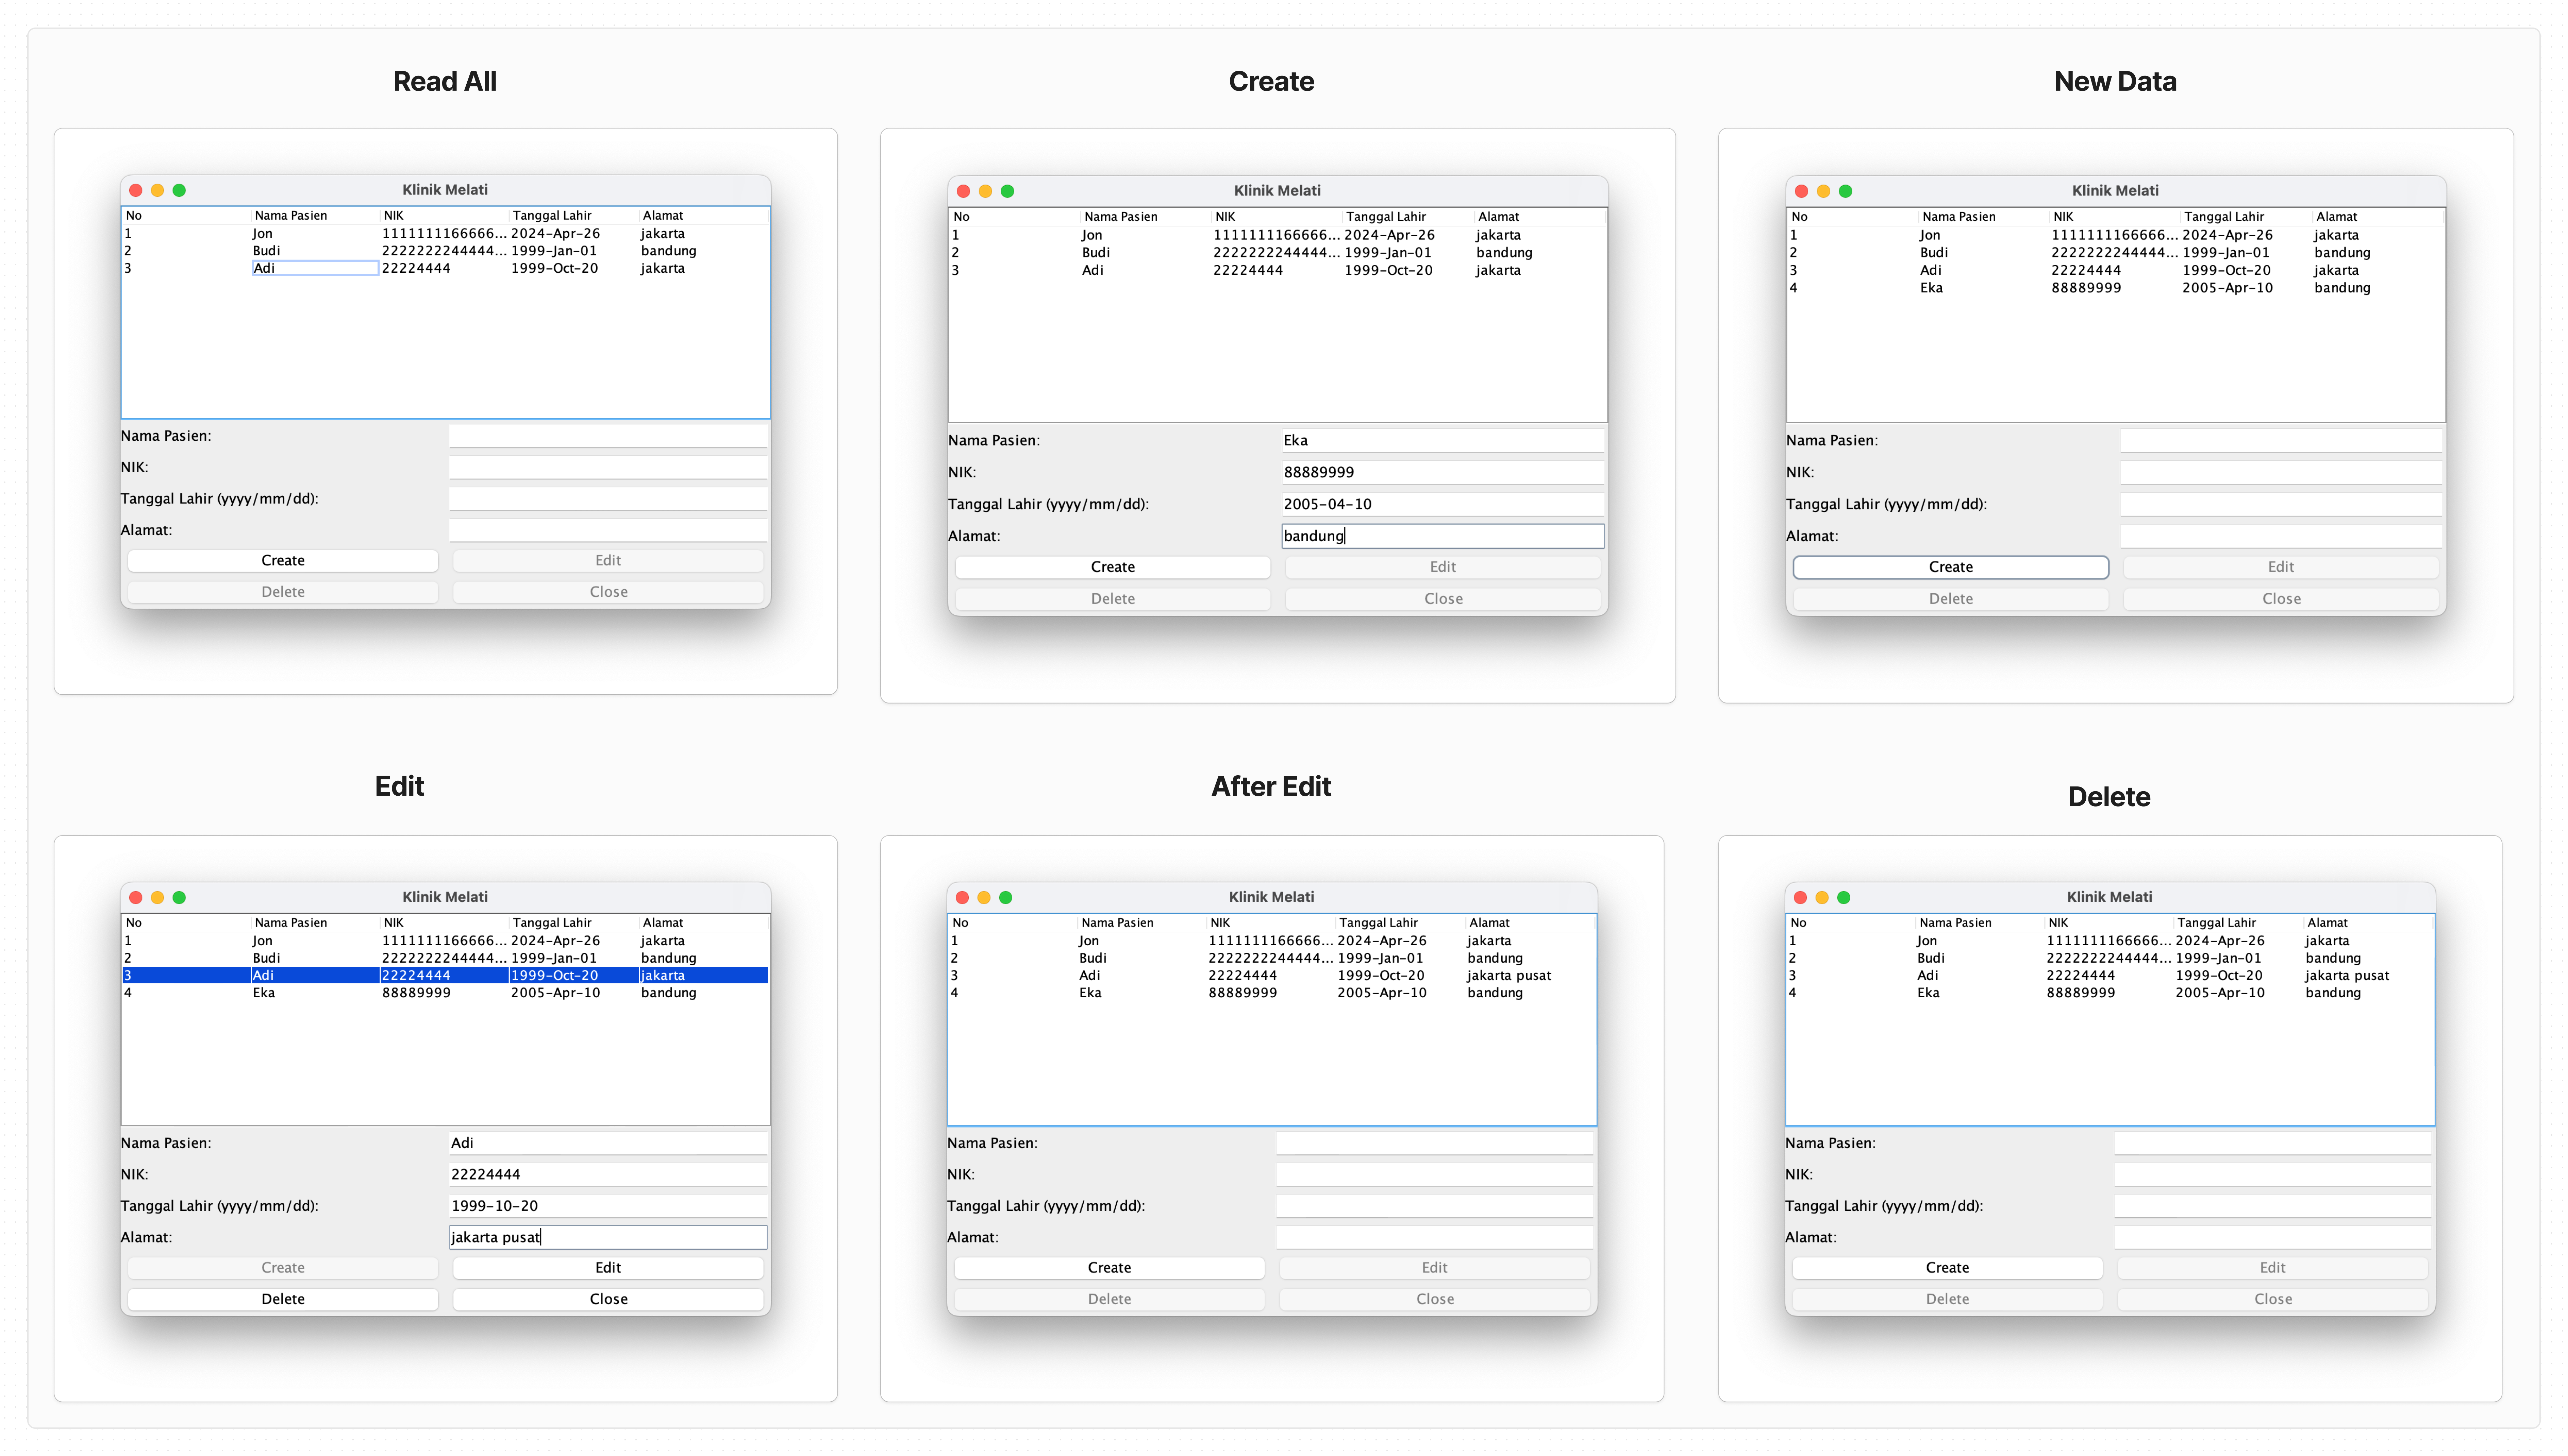 Read All
Klinik Melati
No Nama Pasien NIK Tanggal Lahir Alamat
1 Jon 1111111166666... 2024-Apr-26 jakarta
2 Budi 2222222244444... 1999-Jan-01 bandung
3 Adi 22224444 1999-Oct-20 jakarta
Nama Pasien:
NIK:
Tanggal Lahir (yyyy/mm/dd):
Alamat:
Create Edit
Delete Close
Create
Klinik Melati
No Nama Pasien NIK Tanggal Lahir Alamat
1 Jon 1111111166666... 2024-Apr-26 jakarta
2 Budi 2222222244444... 1999-Jan-01 bandung
3 Adi 22224444 1999-Oct-20 jakarta
Nama Pasien: Eka
NIK: 88889999
Tanggal Lahir (yyyy/mm/dd): 2005-04-10
Alamat: bandung
Create Edit
Delete Close
New Data
Klinik Melati
No Nama Pasien NIK Tanggal Lahir Alamat
1 Jon 1111111166666... 2024-Apr-26 jakarta
2 Budi 2222222244444... 1999-Jan-01 bandung
3 Adi 22224444 1999-Oct-20 jakarta
4 Eka 88889999 2005-Apr-10 bandung
Nama Pasien:
NIK:
Tanggal Lahir (yyyy/mm/dd):
Alamat:
Create Edit
Delete Close
Edit
Klinik Melati
No Nama Pasien NIK Tanggal Lahir Alamat
1 Jon 1111111166666... 2024-Apr-26 jakarta
2 Budi 2222222244444... 1999-Jan-01 bandung
3 Adi 22224444 1999-Oct-20 jakarta
4 Eka 88889999 2005-Apr-10 bandung
Nama Pasien: Adi
NIK: 22224444
Tanggal Lahir (yyyy/mm/dd): 1999-10-20
Alamat: jakarta pusat
Create Edit
Delete Close
After Edit
Klinik Melati
No Nama Pasien NIK Tanggal Lahir Alamat
1 Jon 1111111166666... 2024-Apr-26 jakarta
2 Budi 2222222244444... 1999-Jan-01 bandung
3 Adi 22224444 1999-Oct-20 jakarta pusat
4 Eka 88889999 2005-Apr-10 bandung
Nama Pasien:
NIK:
Tanggal Lahir (yyyy/mm/dd):
Alamat:
Create Edit
Delete Close
Delete
Klinik Melati
No Nama Pasien NIK Tanggal Lahir Alamat
1 Jon 1111111166666... 2024-Apr-26 jakarta
2 Budi 2222222244444... 1999-Jan-01 bandung
3 Adi 22224444 1999-Oct-20 jakarta pusat
4 Eka 88889999 2005-Apr-10 bandung
Nama Pasien:
NIK:
Tanggal Lahir (yyyy/mm/dd):
Alamat:
Create Edit
Delete Close